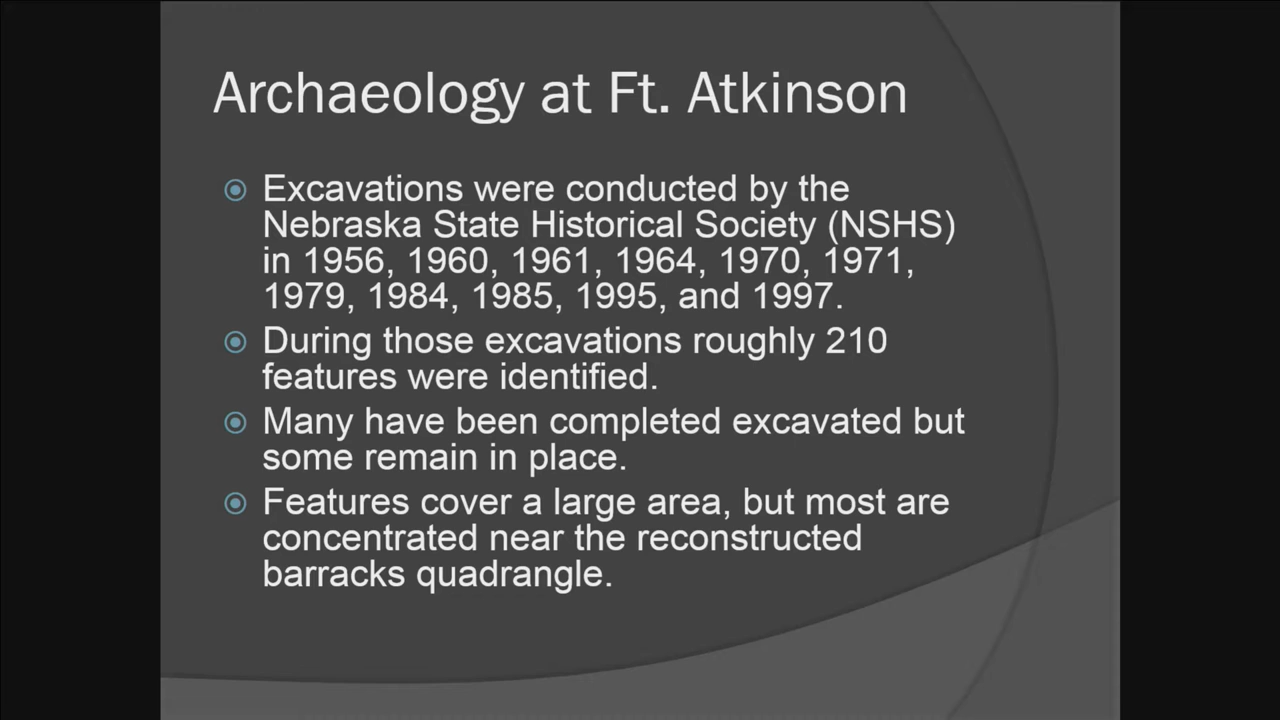 Archaeology at Ft. Atkinson
Excavations were conducted by the
Nebraska State Historical Society (NSHS)
in 1956, 1960, 1961, 1964, 1970, 1971,
1979, 1984, 1985, 1995, and 1997.
During those excavations roughly 210
features were identified.
Many have been completed excavated but
some remain in place.
Features cover a large area, but most are
concentrated near the reconstructed
barracks quadrangle.